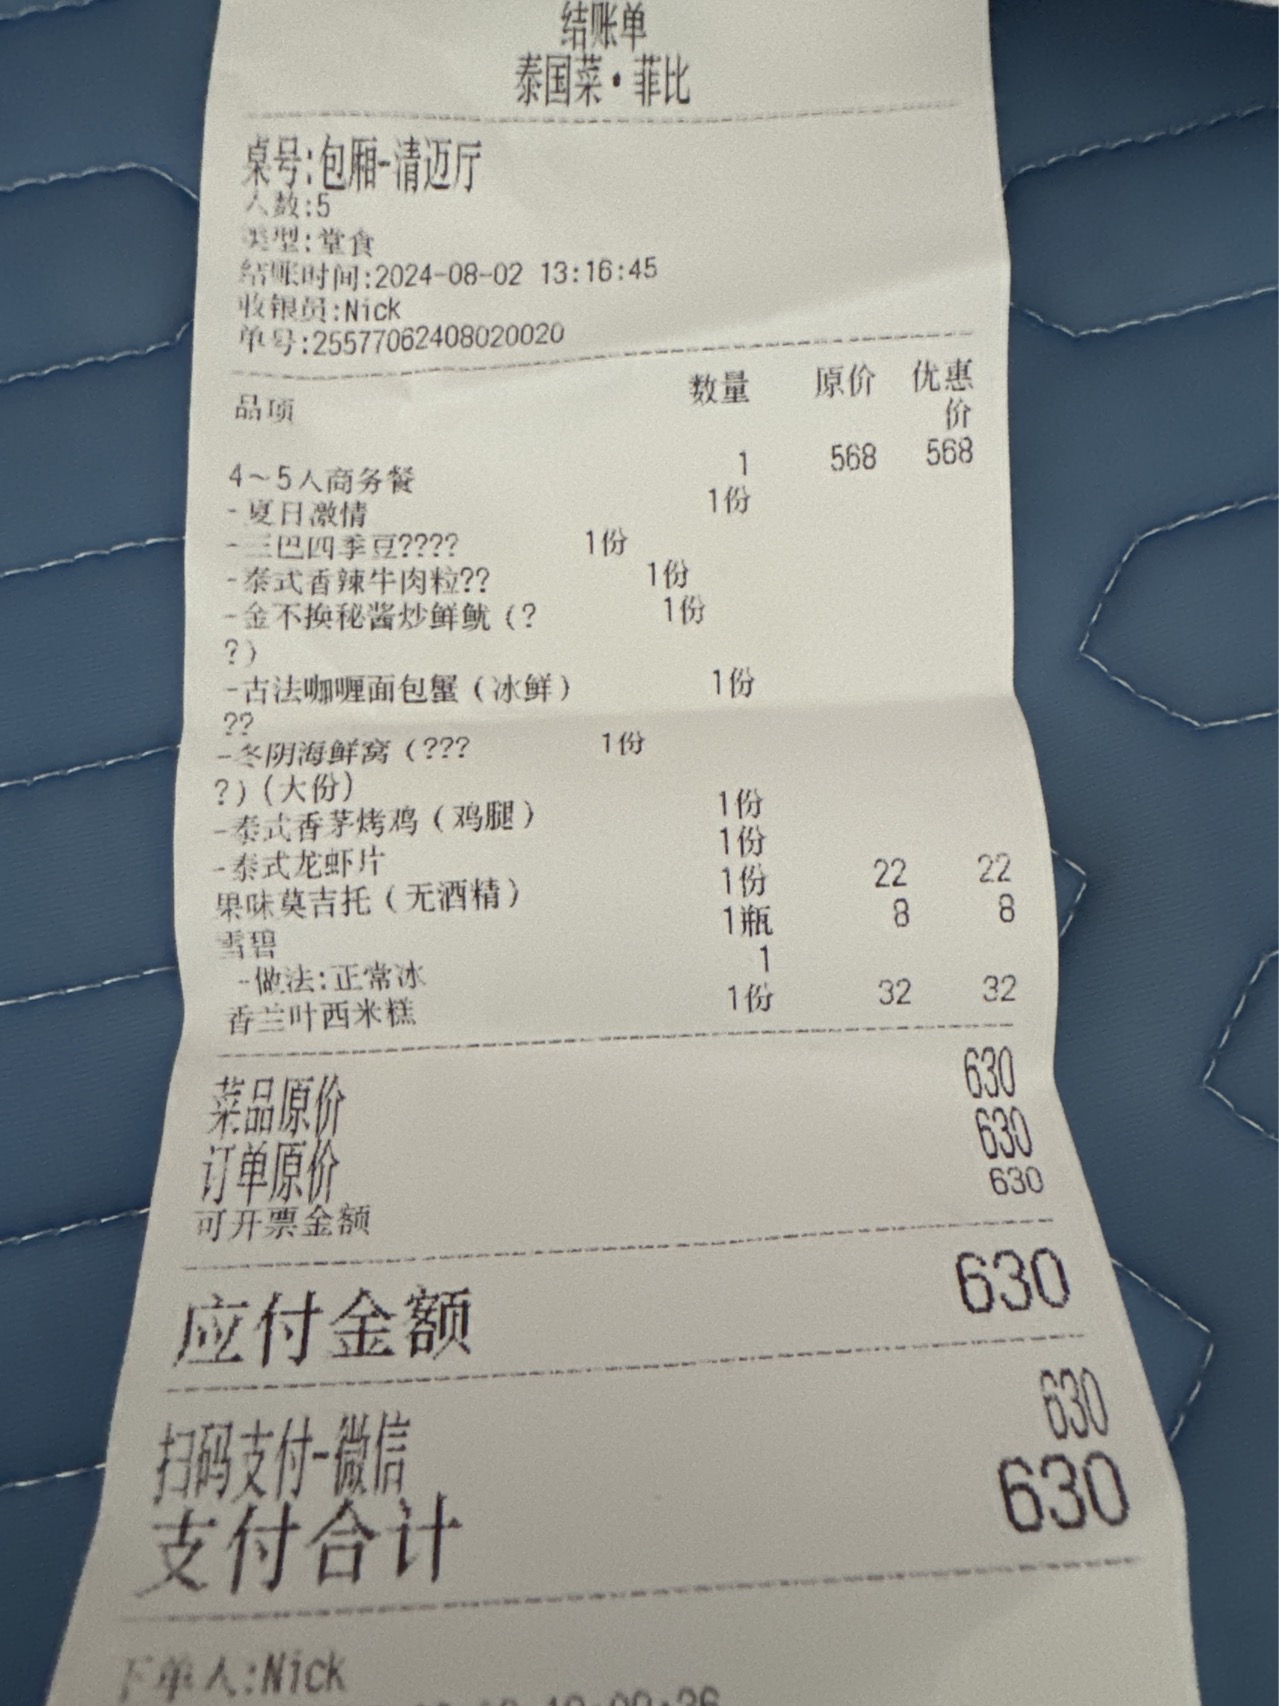 结账单
泰国菜·菲比
桌号:包厢-清迈厅
人数:5
类型:堂食
结账时间:2024-08-02 13:16:45
收银员:Nick
单号:25577062408020020
品项 数量 原价 优惠价
4~5人商务餐 1 568 568
-夏日激情 1份
-三巴四季豆???? 1份
-泰式香辣牛肉粒?? 1份
-金不换秘酱炒鲜鱿(? 1份
?)
-古法咖喱面包蟹(冰鲜) 1份
??
-冬阴海鲜窝(??? 1份
?)(大份)
-泰式香茅烤鸡(鸡腿) 1份
-泰式龙虾片 1份
果味莫吉托(无酒精) 1份 22 22
雪碧 1瓶 8 8
-做法:正常冰 1
香兰叶西米糕 1份 32 32
菜品原价 630
订单原价 630
可开票金额 630
应付金额 630
扫码支付-微信 630
支付合计 630
下单人:Nick